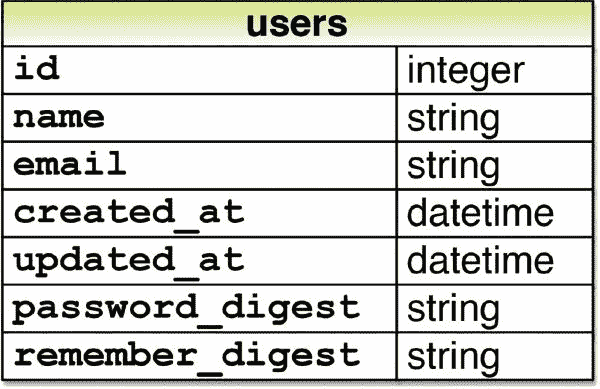 users
id integer
name string
email string
created_at datetime
updated_at datetime
password_digest string
remember_digest string